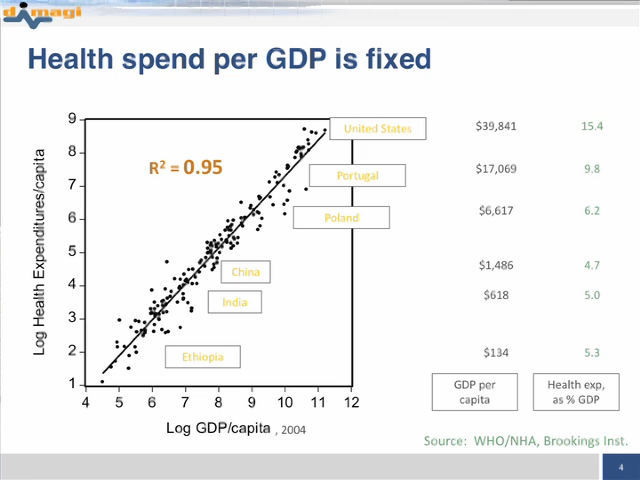 dimagi
Health spend per GDP is fixed
Log Health Expenditures/capita
9
8
7
6
5
4
3
2
1
4 5 6 7 8 9 10 11 12
Log GDP/capita , 2004
R² = 0.95
United States $39,841 15.4
Portugal $17,069 9.8
Poland $6,617 6.2
China $1,486 4.7
India $618 5.0
Ethiopia $134 5.3
GDP per
capita
Health exp,
as % GDP
Source: WHO/NHA, Brookings Inst.
4